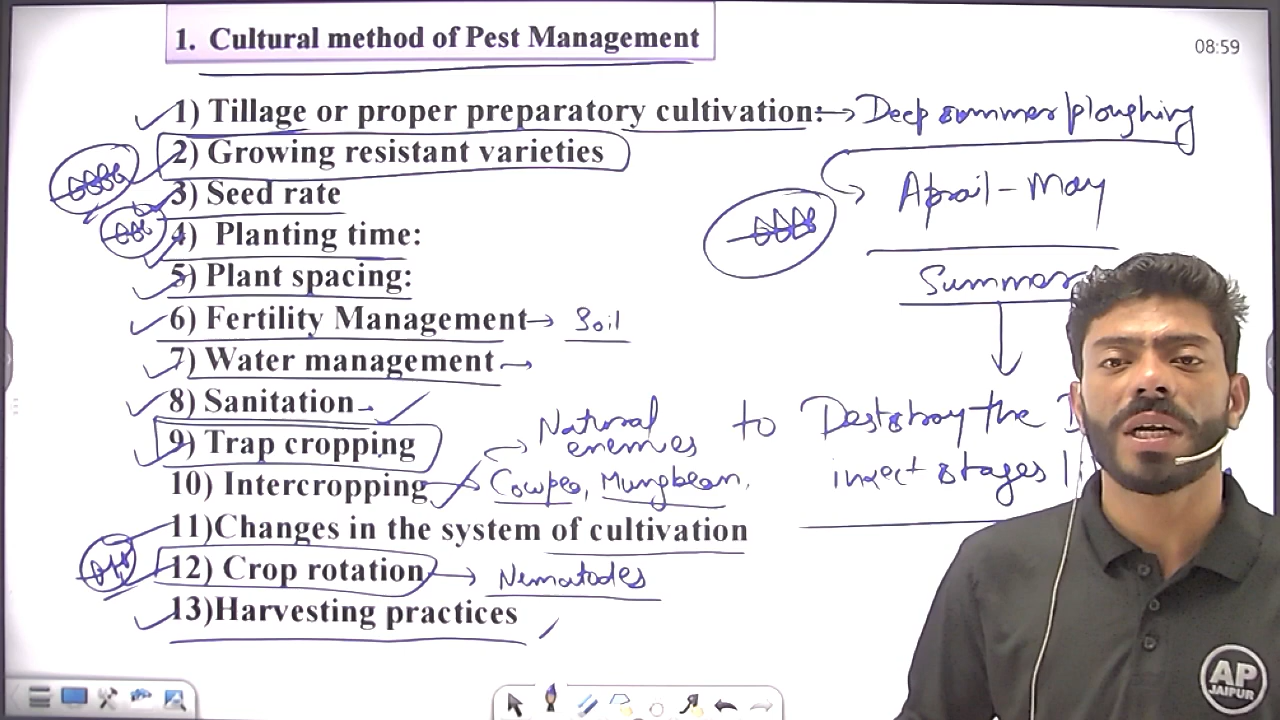 1. Cultural method of Pest Management
08:59
1) Tillage or proper preparatory cultivation: → Deep summer ploughing
2) Growing resistant varieties
3) Seed rate
April - May
4) Planting time:
5) Plant spacing:
Summer
6) Fertility Management → Soil
7) Water management →
8) Sanitation
Natural
enemies
to Destroy the
9) Trap cropping
10) Intercropping Cowpea, Mungbean,
insect stages
11)Changes in the system of cultivation
12) Crop rotation → Nematodes
13)Harvesting practices
AP
JAIPUR